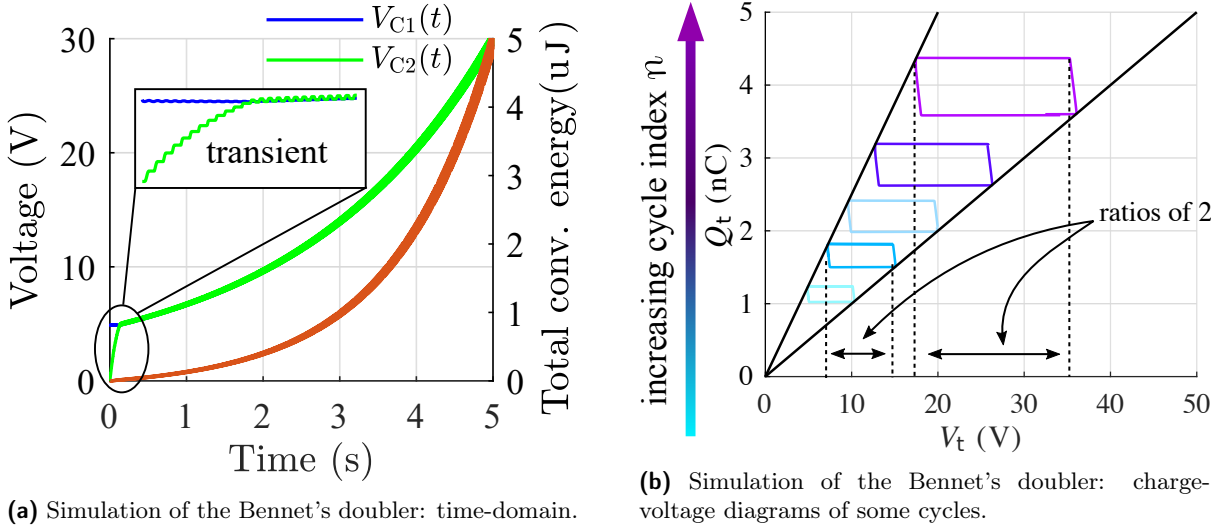 V_C1(t)
V_C2(t)
30
20
10
0
Voltage (V)
transient
5
4
3
2
1
0
Total conv. energy(uJ)
0 1 2 3 4 5
Time (s)
(a) Simulation of the Bennet's doubler: time-domain.
increasing cycle index n
5
4
3
2
1
0
Q_t (nC)
ratios of 2
0 10 20 30 40 50
V_t (V)
(b) Simulation of the Bennet's doubler: charge-
voltage diagrams of some cycles.